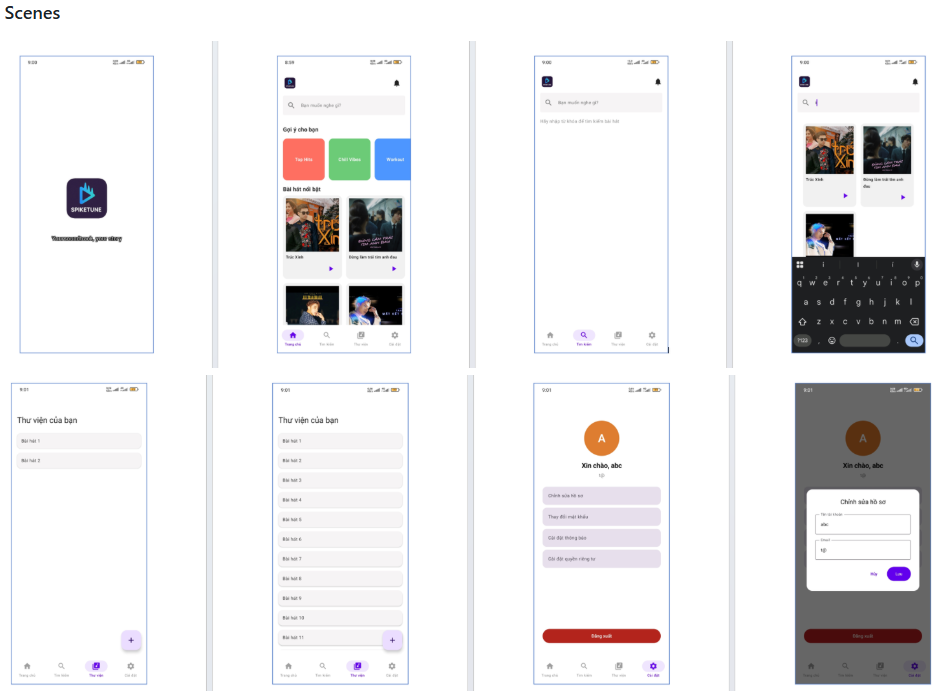 Scenes
9:00
SPIKETUNE
Your soundtrack, your story
8:59
Bạn muốn nghe gì?
Gợi ý cho bạn
Top Hits
Chill Vibes
Workout
Bài hát nổi bật
Trúc Xinh
Đừng làm trái tim anh đau
Trang chủ
Tìm kiếm
Thư viện
Cài đặt
9:00
Bạn muốn nghe gì?
Hãy nhập từ khóa để tìm kiếm bài hát
Trang chủ
Tìm kiếm
Thư viện
Cài đặt
9:00
Trúc Xinh
Đừng làm trái tim anh
đau
q w e r t y u i o p
a s d f g h j k l
z x c v b n m
?123 , .
9:01
Thư viện của bạn
Bài hát 1
Bài hát 2
Trang chủ
Tìm kiếm
Thư viện
Cài đặt
9:01
Thư viện của bạn
Bài hát 1
Bài hát 2
Bài hát 3
Bài hát 4
Bài hát 5
Bài hát 6
Bài hát 7
Bài hát 8
Bài hát 9
Bài hát 10
Bài hát 11
Trang chủ
Tìm kiếm
Thư viện
Cài đặt
9:01
A
Xin chào, abc
t@
Chỉnh sửa hồ sơ
Thay đổi mật khẩu
Cài đặt thông báo
Cài đặt quyền riêng tư
Đăng xuất
Trang chủ
Tìm kiếm
Thư viện
Cài đặt
9:01
A
Xin chào, abc
Chỉnh sửa hồ sơ
Tên tài khoản
abc
Email
t@
Hủy
Lưu
Đăng xuất
Trang chủ
Tìm kiếm
Thư viện
Cài đặt